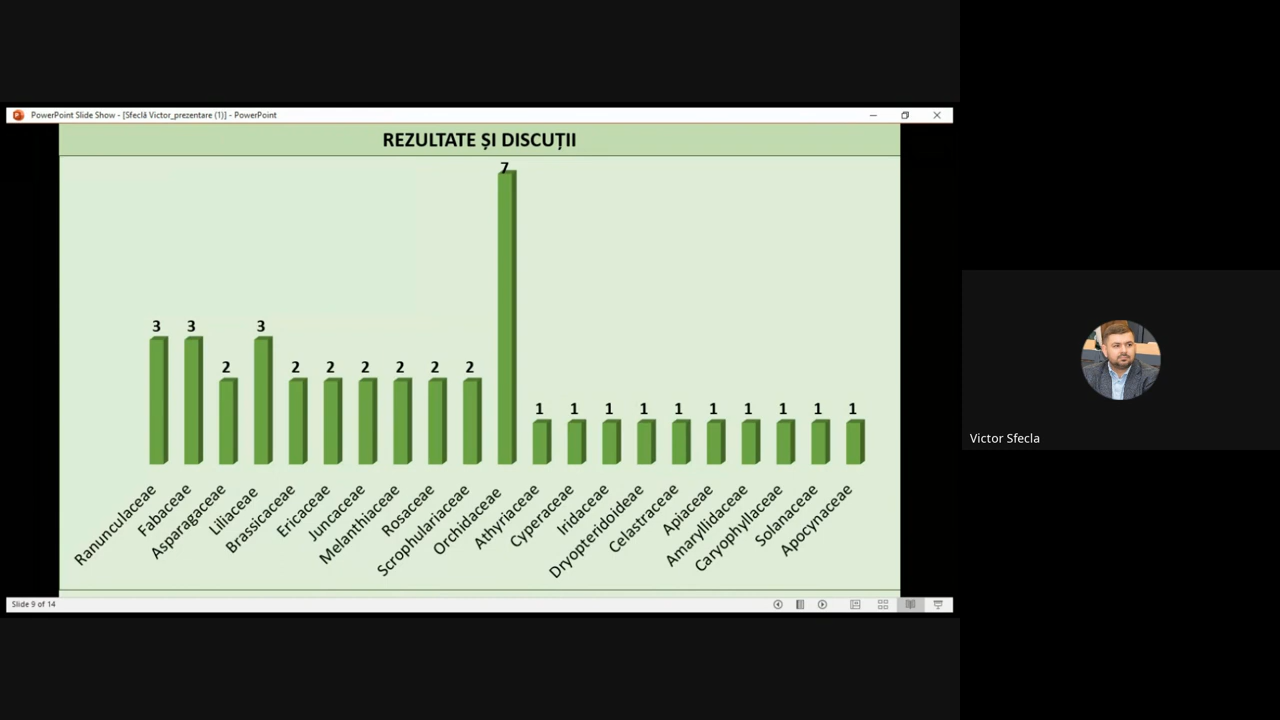 PowerPoint Slide Show - [Sfeclă Victor_prezentare (1)] - PowerPoint
REZULTATE ȘI DISCUȚII
7
3 3 2 3 2 2 2 2 2 2 1 1 1 1 1 1 1 1 1 1
Ranunculaceae
Fabaceae
Asparagaceae
Liliaceae
Brassicaceae
Ericaceae
Juncaceae
Melanthiaceae
Rosaceae
Scrophulariaceae
Orchidaceae
Athyriaceae
Cyperaceae
Iridaceae
Dryopteridoideae
Celastraceae
Apiaceae
Amaryllidaceae
Caryophyllaceae
Solanaceae
Apocynaceae
Victor Sfecla
Slide 9 of 14